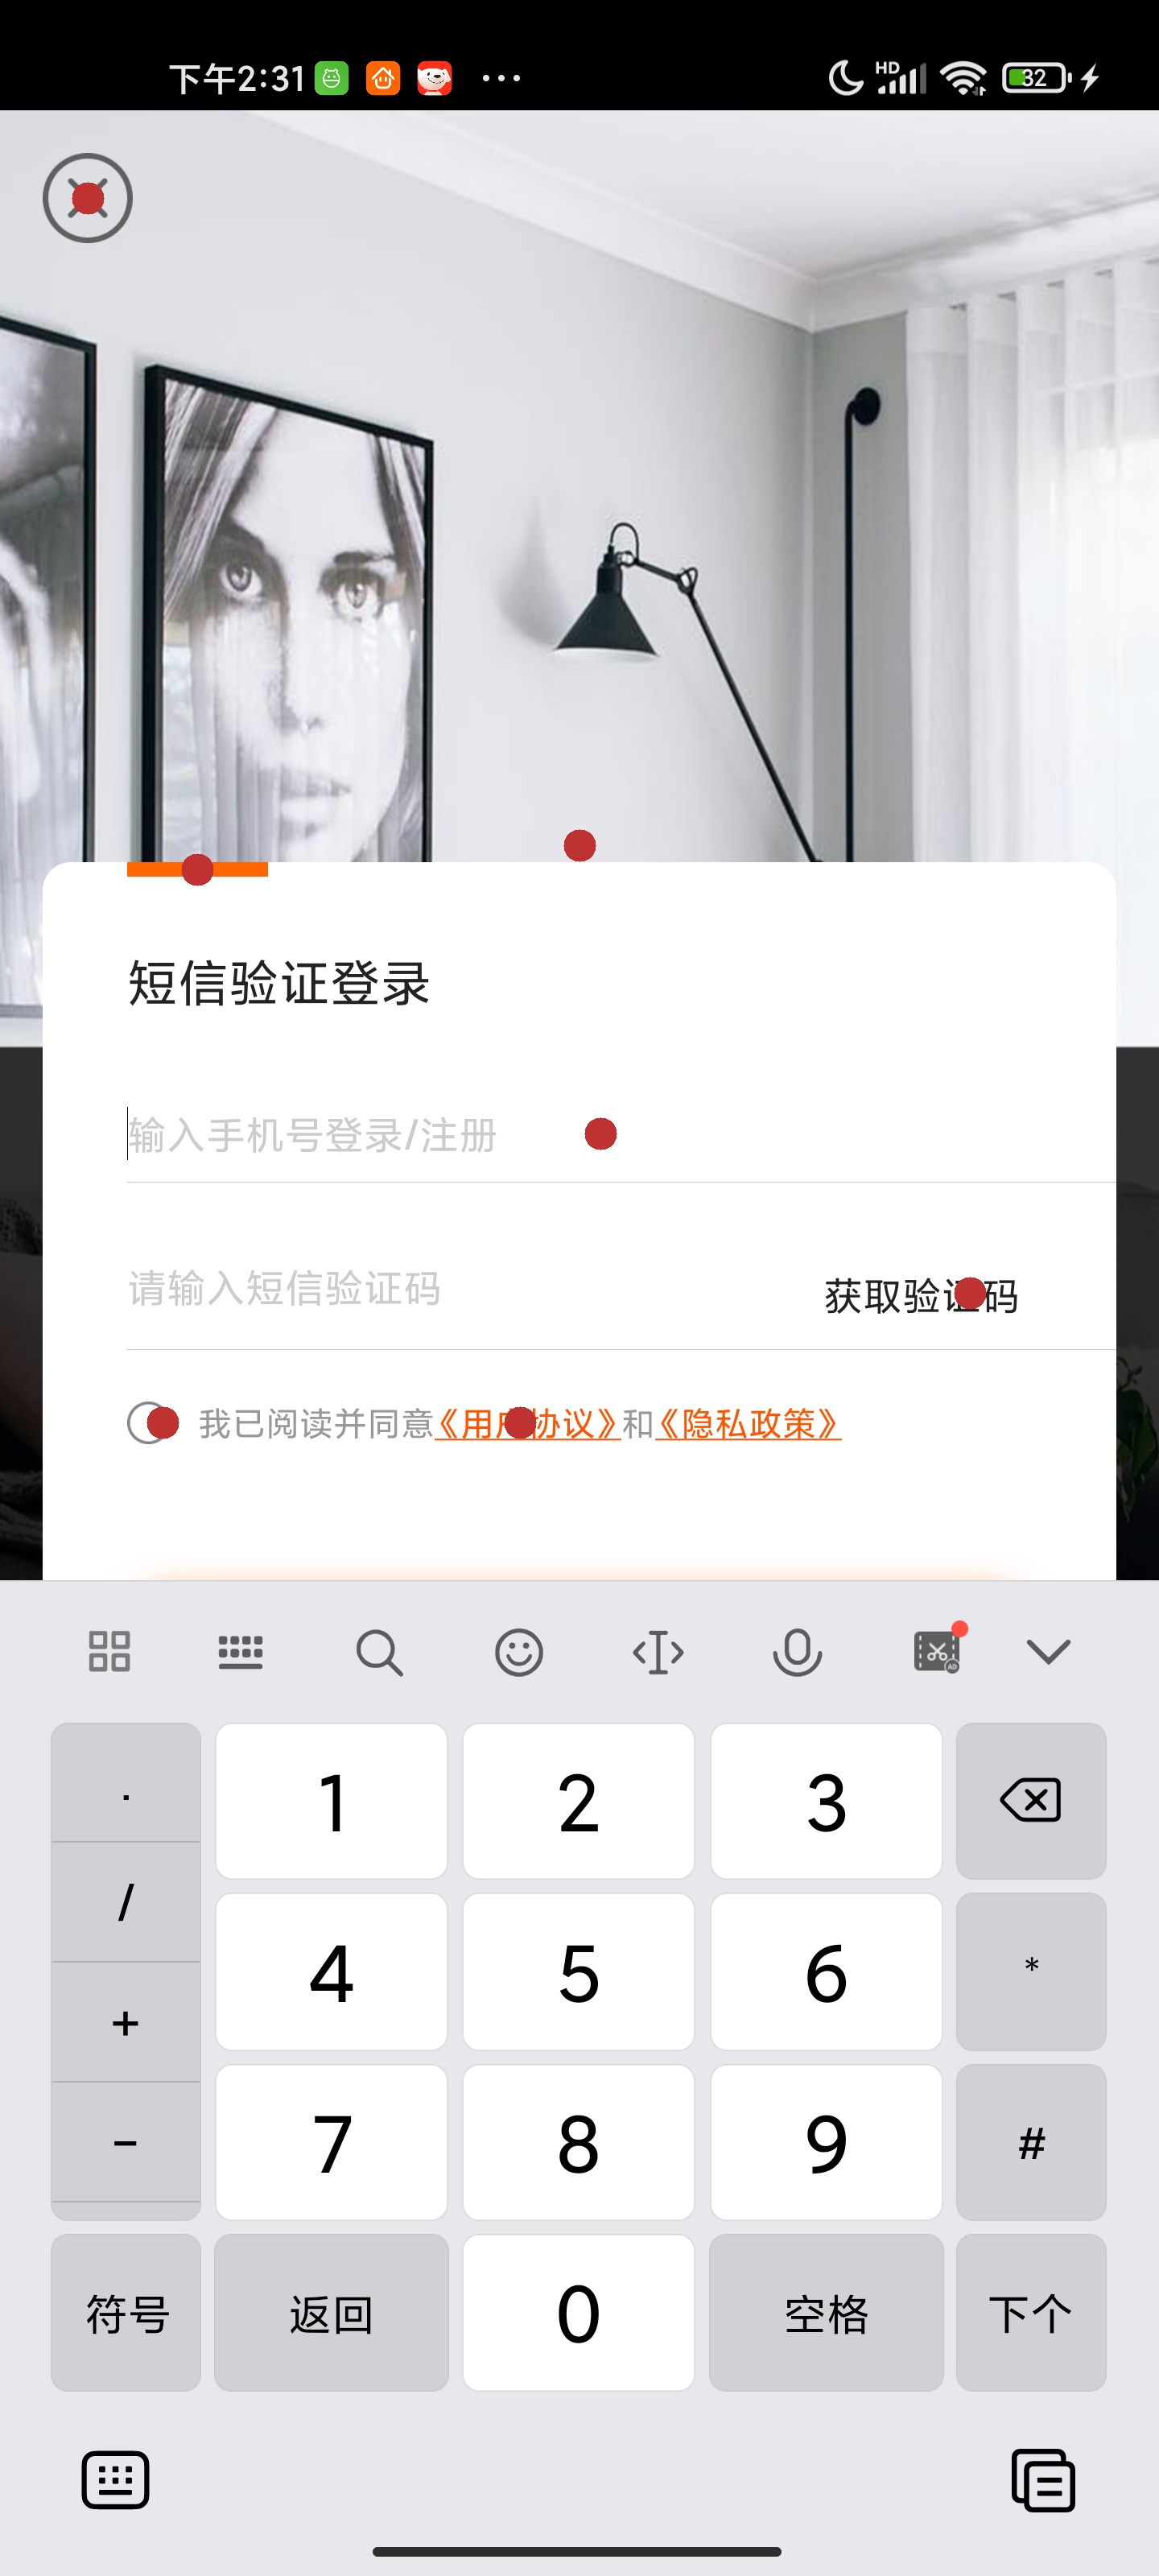 下午2:31 HD 32
短信验证登录
输入手机号登录/注册
请输入短信验证码 获取验证码
我已阅读并同意《用户协议》和《隐私政策》
AD
. 1 2 3
/ 4 5 6 *
+
- 7 8 9 #
符号 返回 0 空格 下个